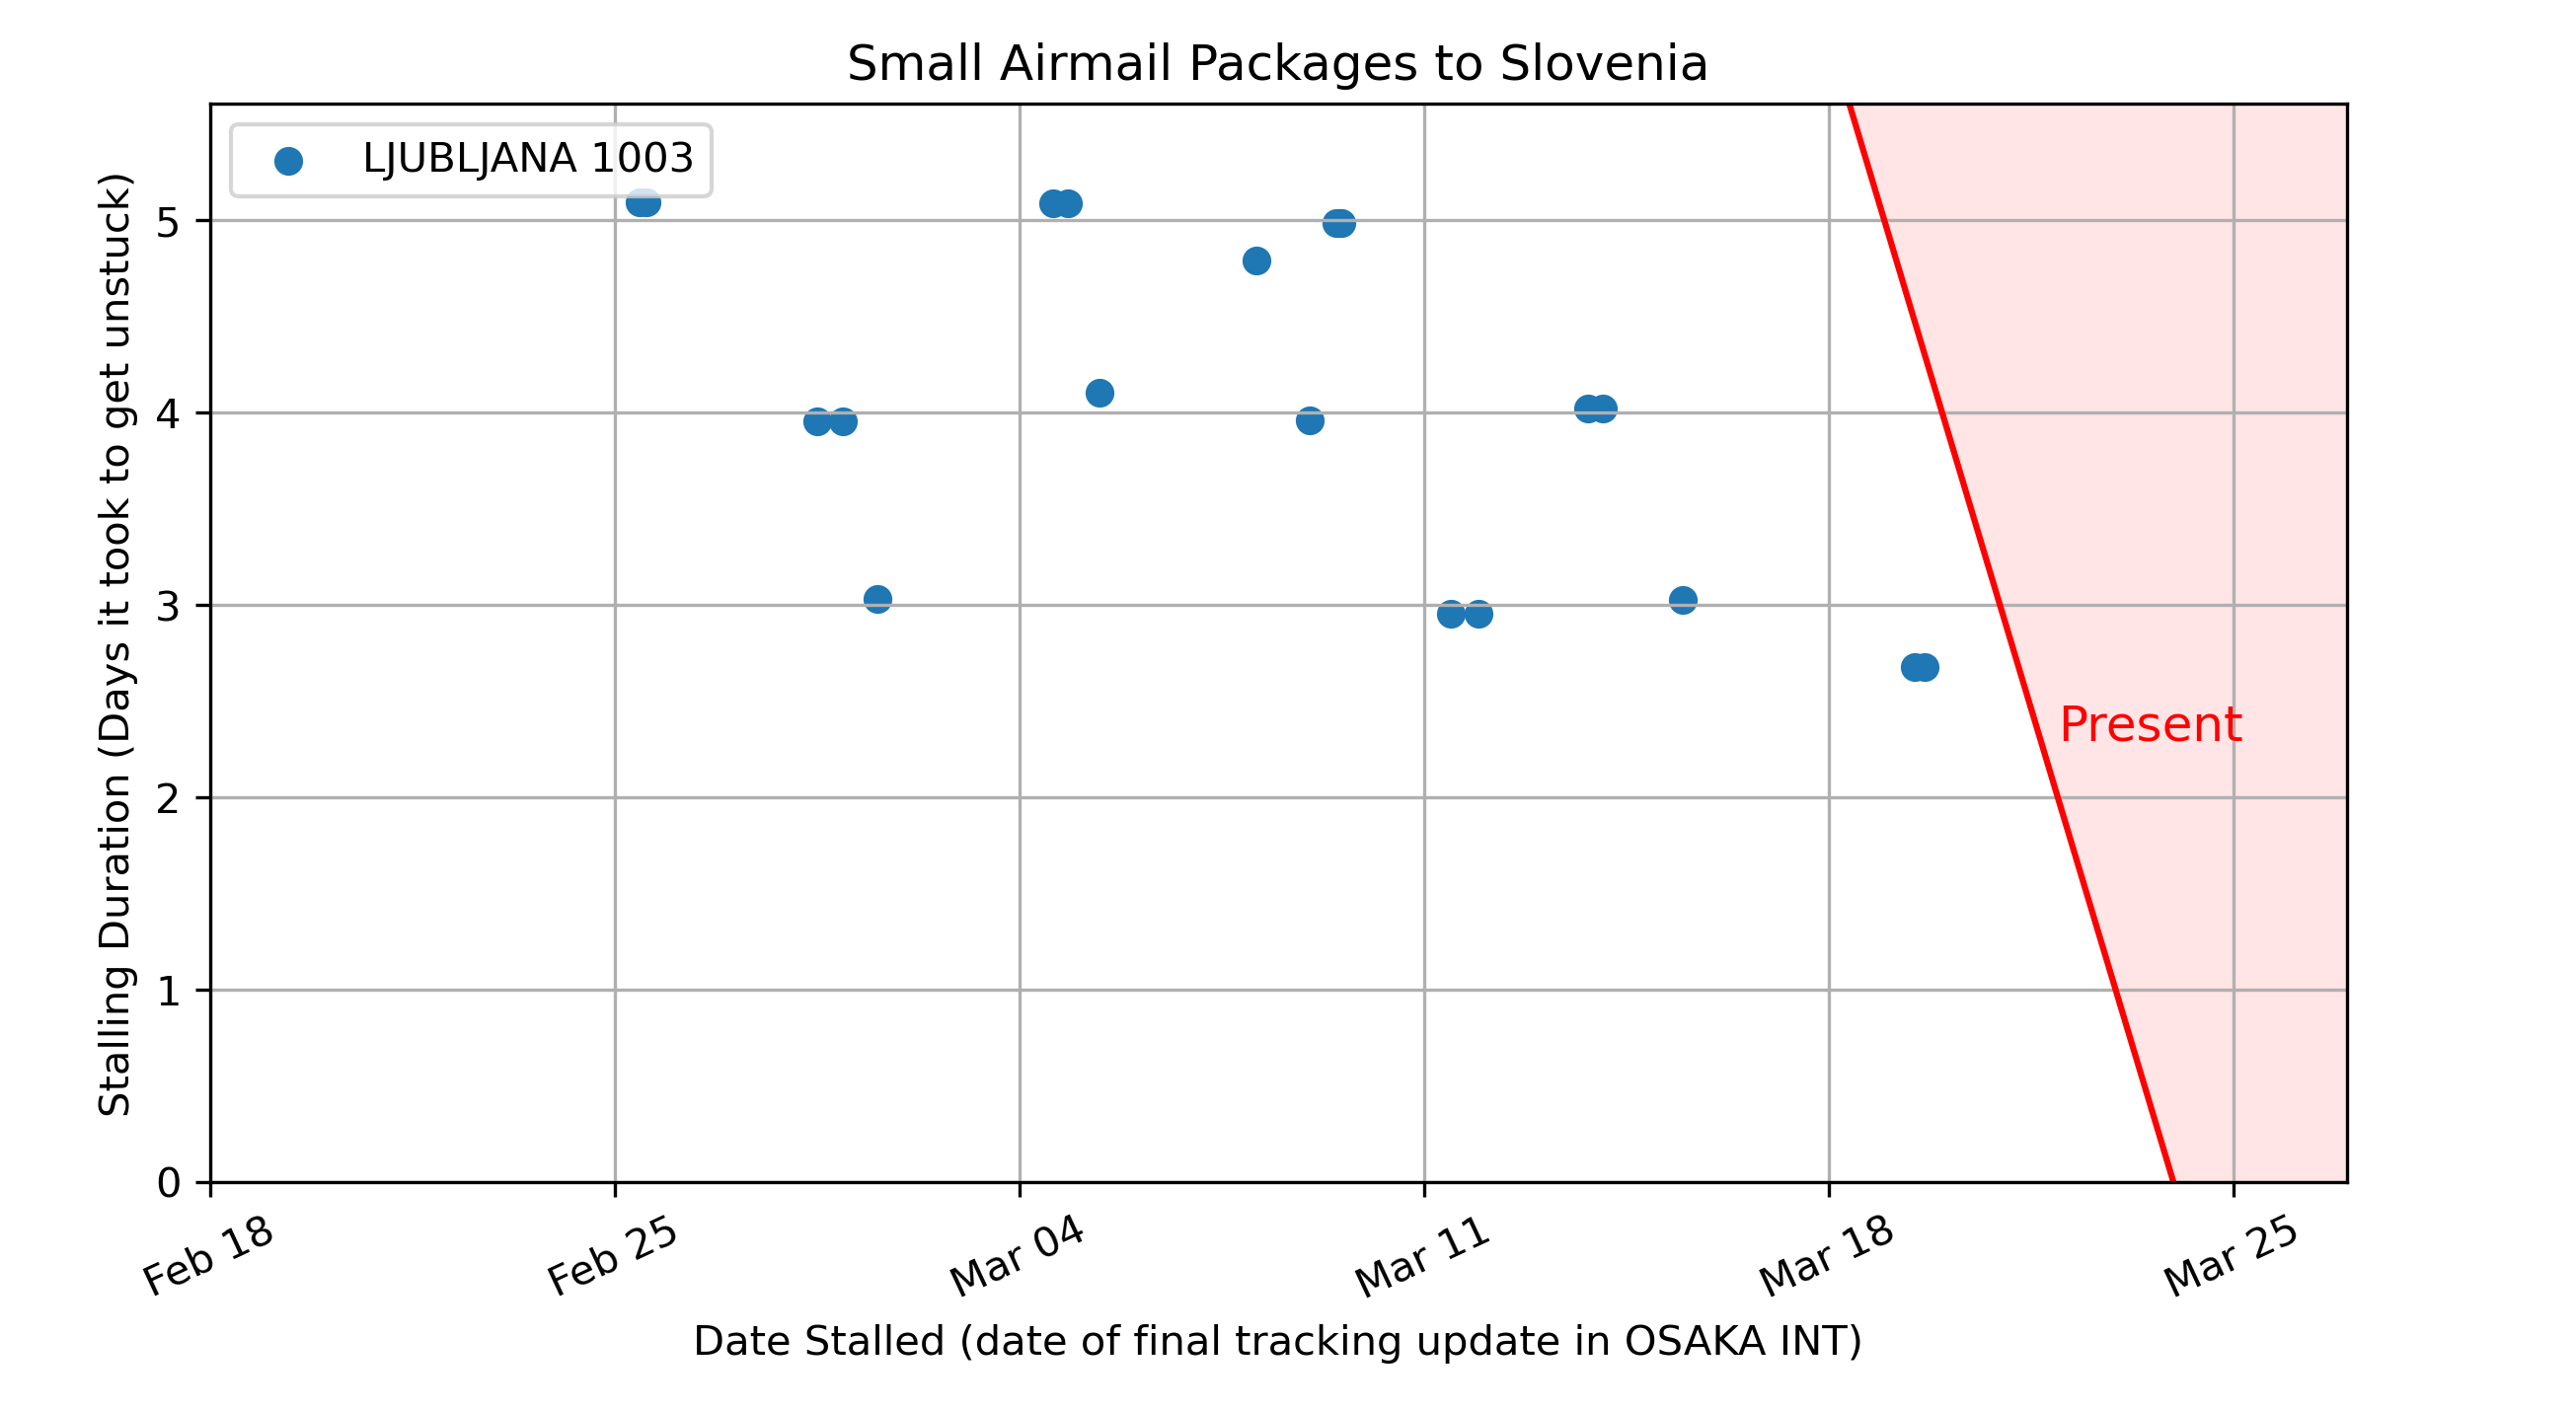 Small Airmail Packages to Slovenia
LJUBLJANA 1003
Stalling Duration (Days it took to get unstuck)
5
4
3
2
1
0
Present
Feb 18
Feb 25
Mar 04
Mar 11
Mar 18
Mar 25
Date Stalled (date of final tracking update in OSAKA INT)